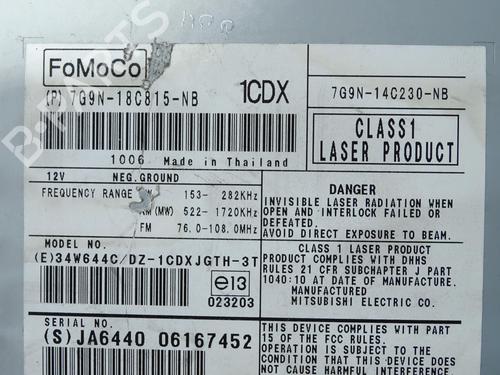 FoMoCo
(P) 7G9N-18C815-NB
1CDX
7G9N-14C230-NB
CLASS1
LASER PRODUCT
1006 Made in Thailand
12V NEG.GROUND
FREQUENCY RANGE 153- 282KHz
(MW) 522- 1720KHz
FM 76.0-108.0MHz
MODEL NO.
(E)34W644C/DZ-1CDXJGTH-3T
e13
023203
SERIAL NO.
(S)JA6440 06167452
DANGER
INVISIBLE LASER RADIATION WHEN
OPEN AND INTERLOCK FAILED OR
DEFEATED.
AVOID DIRECT EXPOSURE TO BEAM.
CLASS 1 LASER PRODUCT
PRODUCT COMPLIES WITH DHHS
RULES 21 CFR SUBCHAPTER J PART
1040:10 AT DATE OF MANUFACTURE.
MANUFACTURED
MITSUBISHI ELECTRIC CO.
THIS DEVICE COMPLIES WITH PART
15 OF THE FCC RULES.
OPERATION IS SUBJECT TO THE
CONDITION THAT THIS DEVICE DOES
NOT CAUSE HARMFUL INTERFERENCE.
B-PARTS